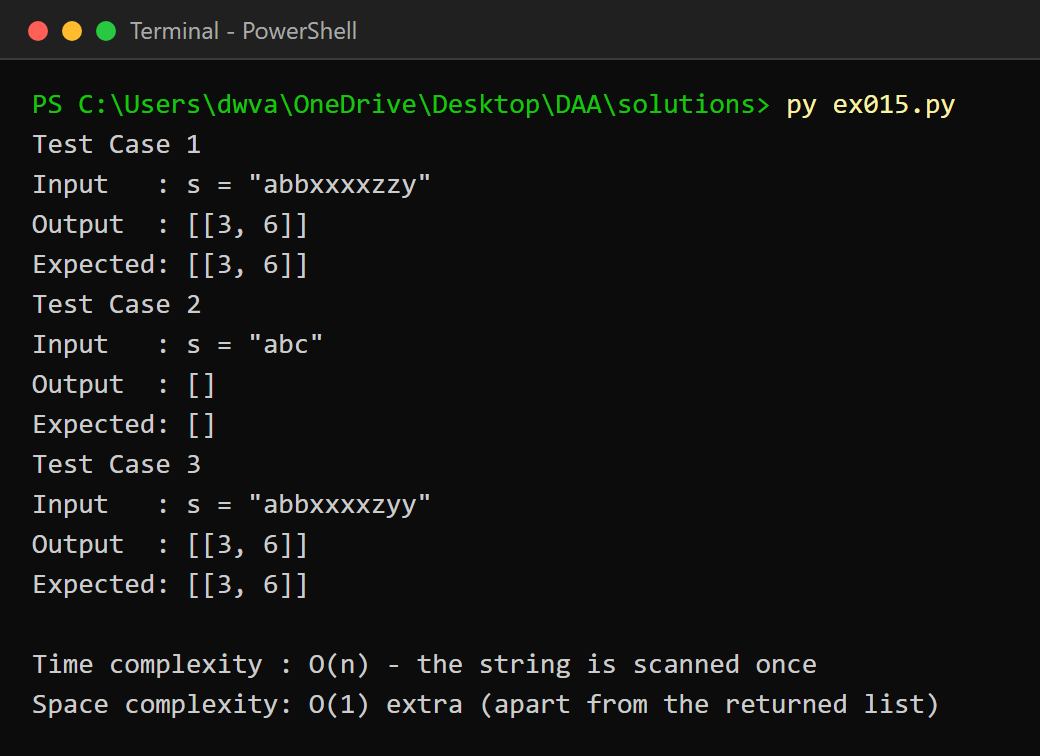 Terminal - PowerShell
PS C:\Users\dwva\OneDrive\Desktop\DAA\solutions> py ex015.py
Test Case 1
Input   : s = "abbxxxxzzy"
Output  : [[3, 6]]
Expected: [[3, 6]]
Test Case 2
Input   : s = "abc"
Output  : []
Expected: []
Test Case 3
Input   : s = "abbxxxxzyy"
Output  : [[3, 6]]
Expected: [[3, 6]]
Time complexity : O(n) - the string is scanned once
Space complexity: O(1) extra (apart from the returned list)